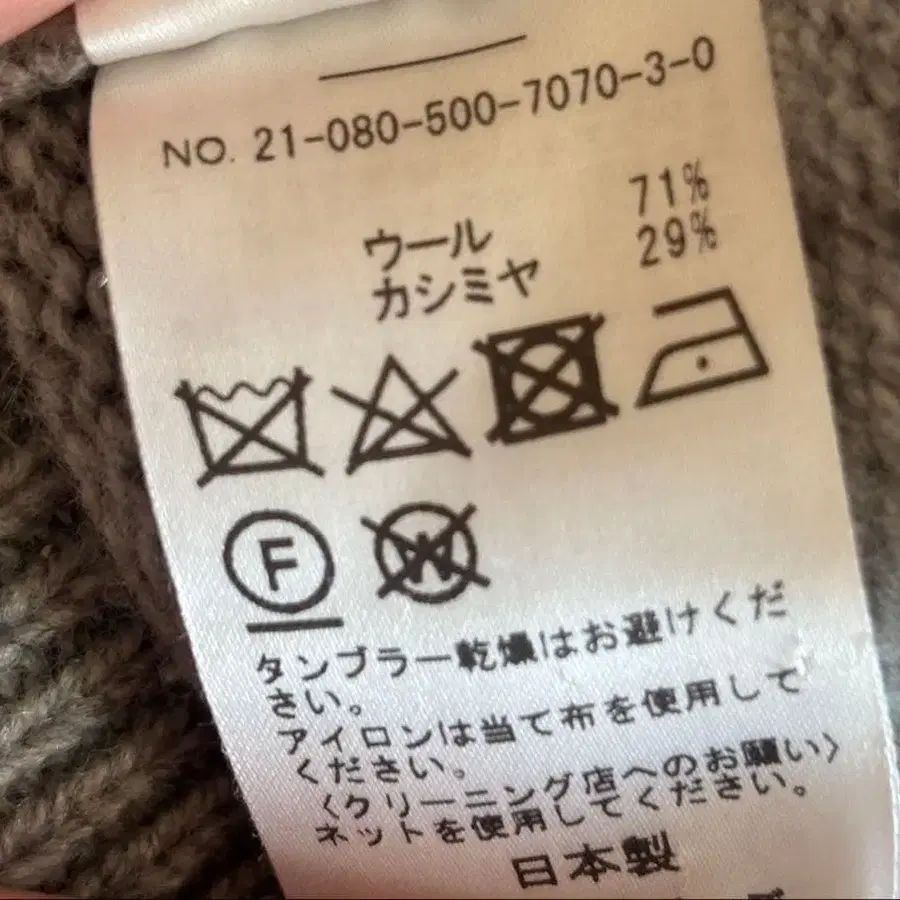 NO. 21-080-500-7070-3-0
ウール 71%
カシミヤ 29%
F W
タンブラー乾燥はお避けくだ
さい。
アイロンは当て布を使用して
ください。
〈クリーニング店へのお願い〉
ネットを使用してください。
日本製